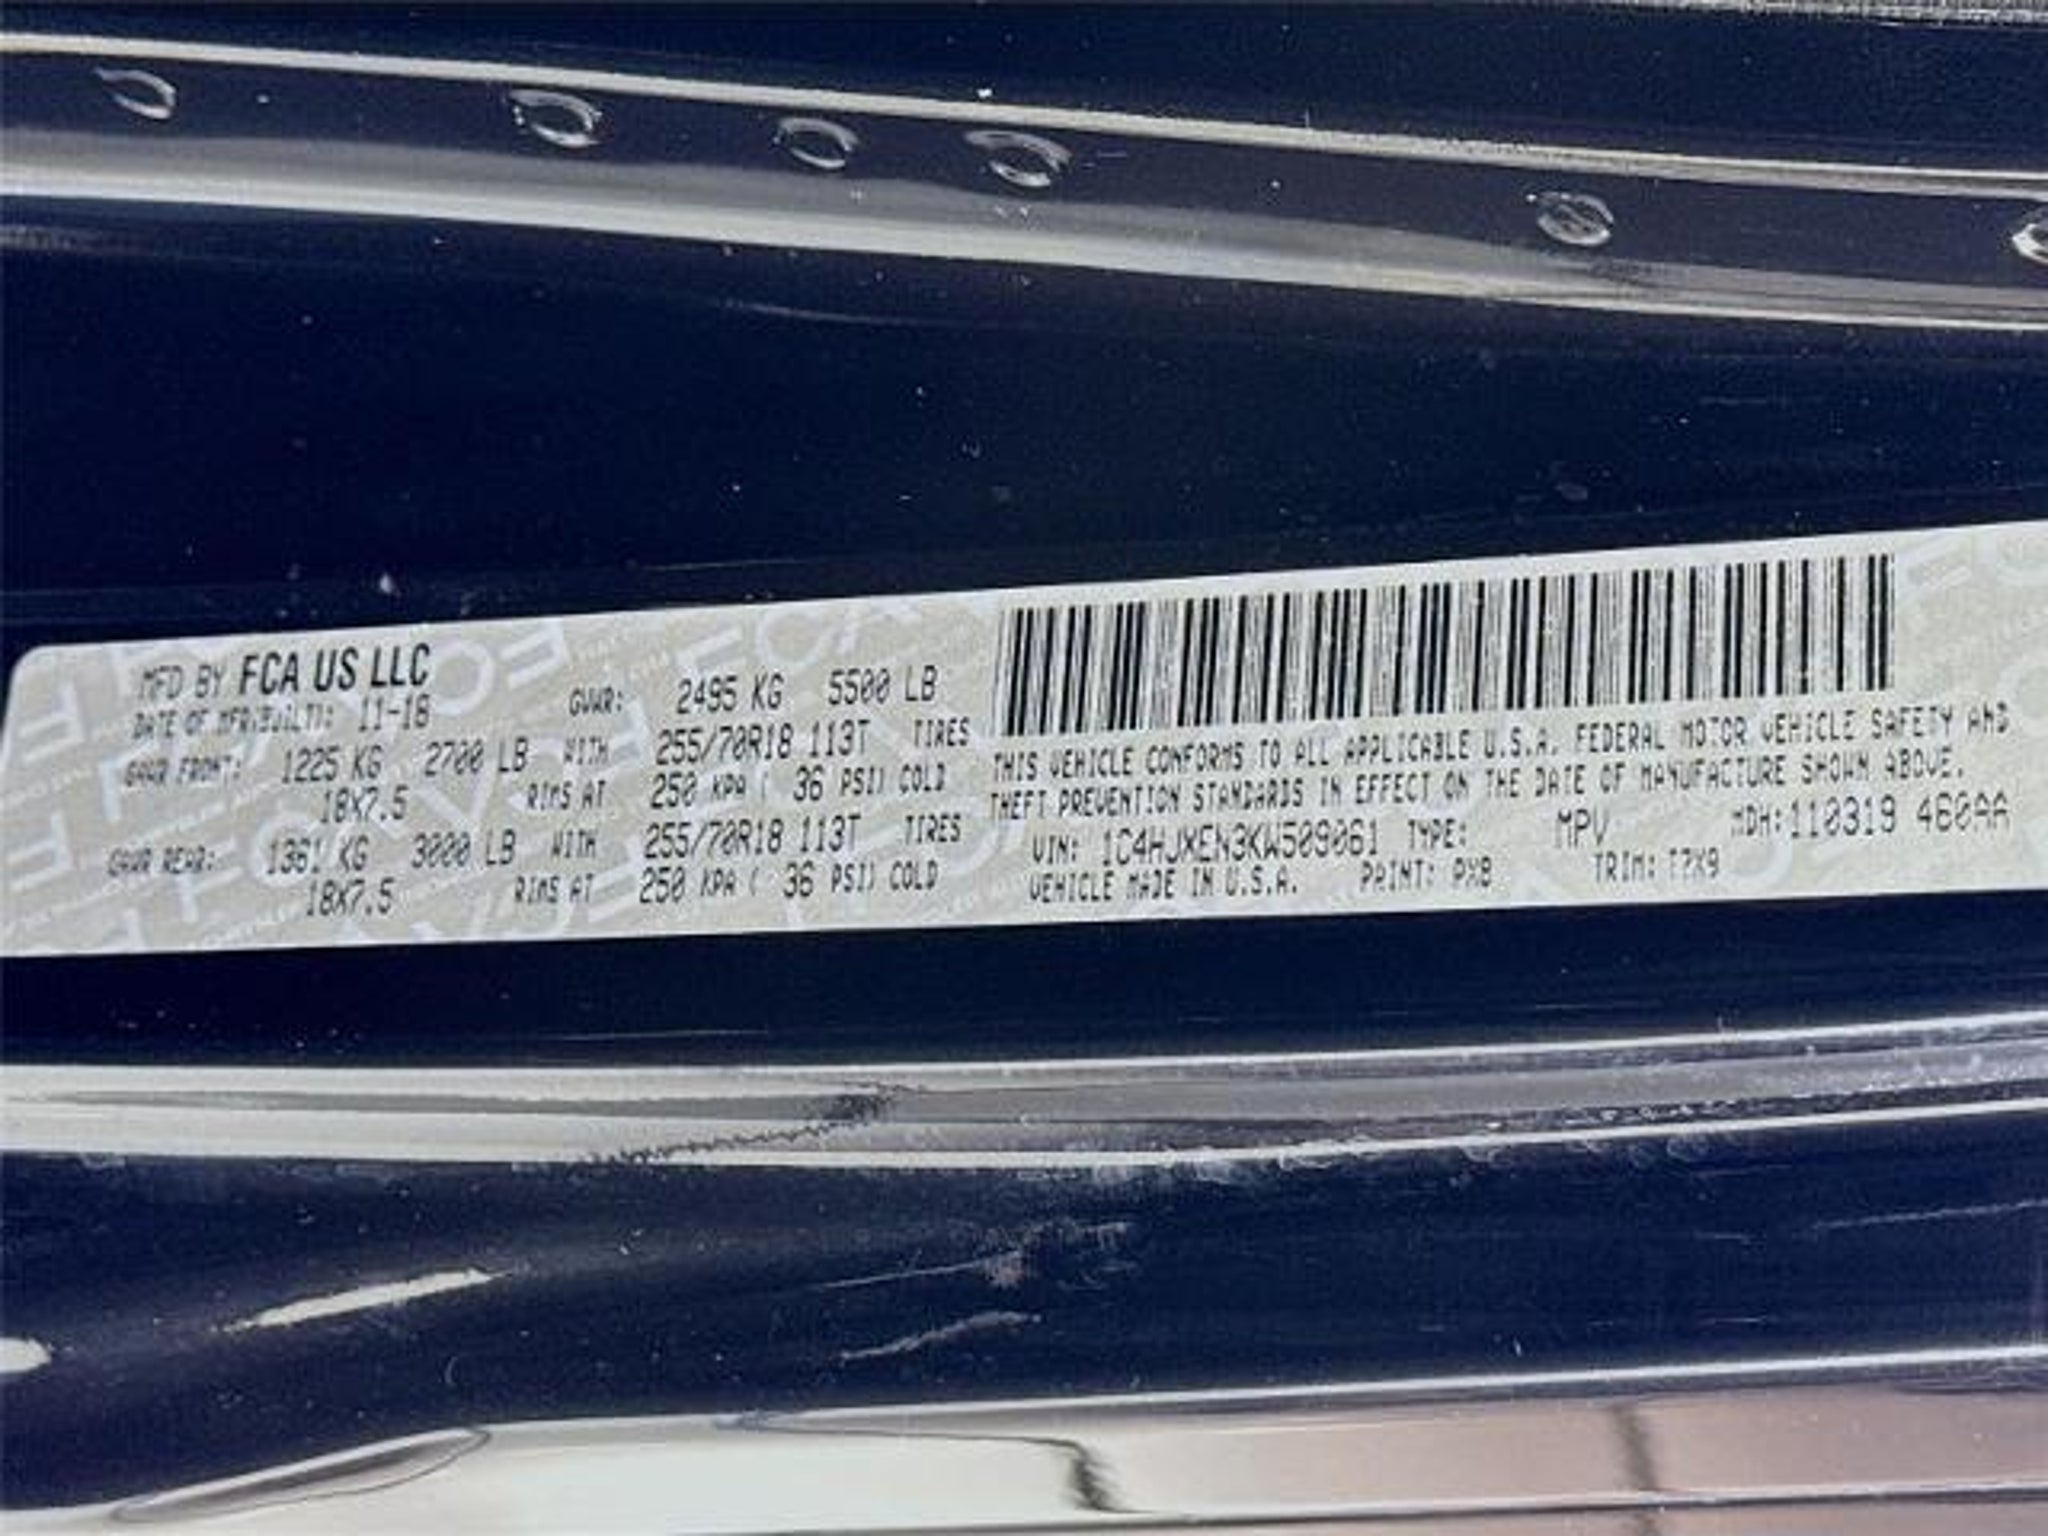 MFD BY FCA US LLC
DATE OF MFR(BUILT): 11-18 GVWR: 2495 KG 5500 LB
GAWR FRONT: 1225 KG 2700 LB WITH 255/70R18 113T TIRES
18X7.5 RIMS AT 250 KPA ( 36 PSI) COLD
GAWR REAR: 1361 KG 3000 LB WITH 255/70R18 113T TIRES
18X7.5 RIMS AT 250 KPA ( 36 PSI) COLD
THIS VEHICLE CONFORMS TO ALL APPLICABLE U.S.A. FEDERAL MOTOR VEHICLE SAFETY AND
THEFT PREVENTION STANDARDS IN EFFECT ON THE DATE OF MANUFACTURE SHOWN ABOVE.
VIN: 1C4HJXEN3KW509061 TYPE: MPV MDH: 110319 460AA
VEHICLE MADE IN U.S.A. PAINT: PX8 TRIM:
FCA